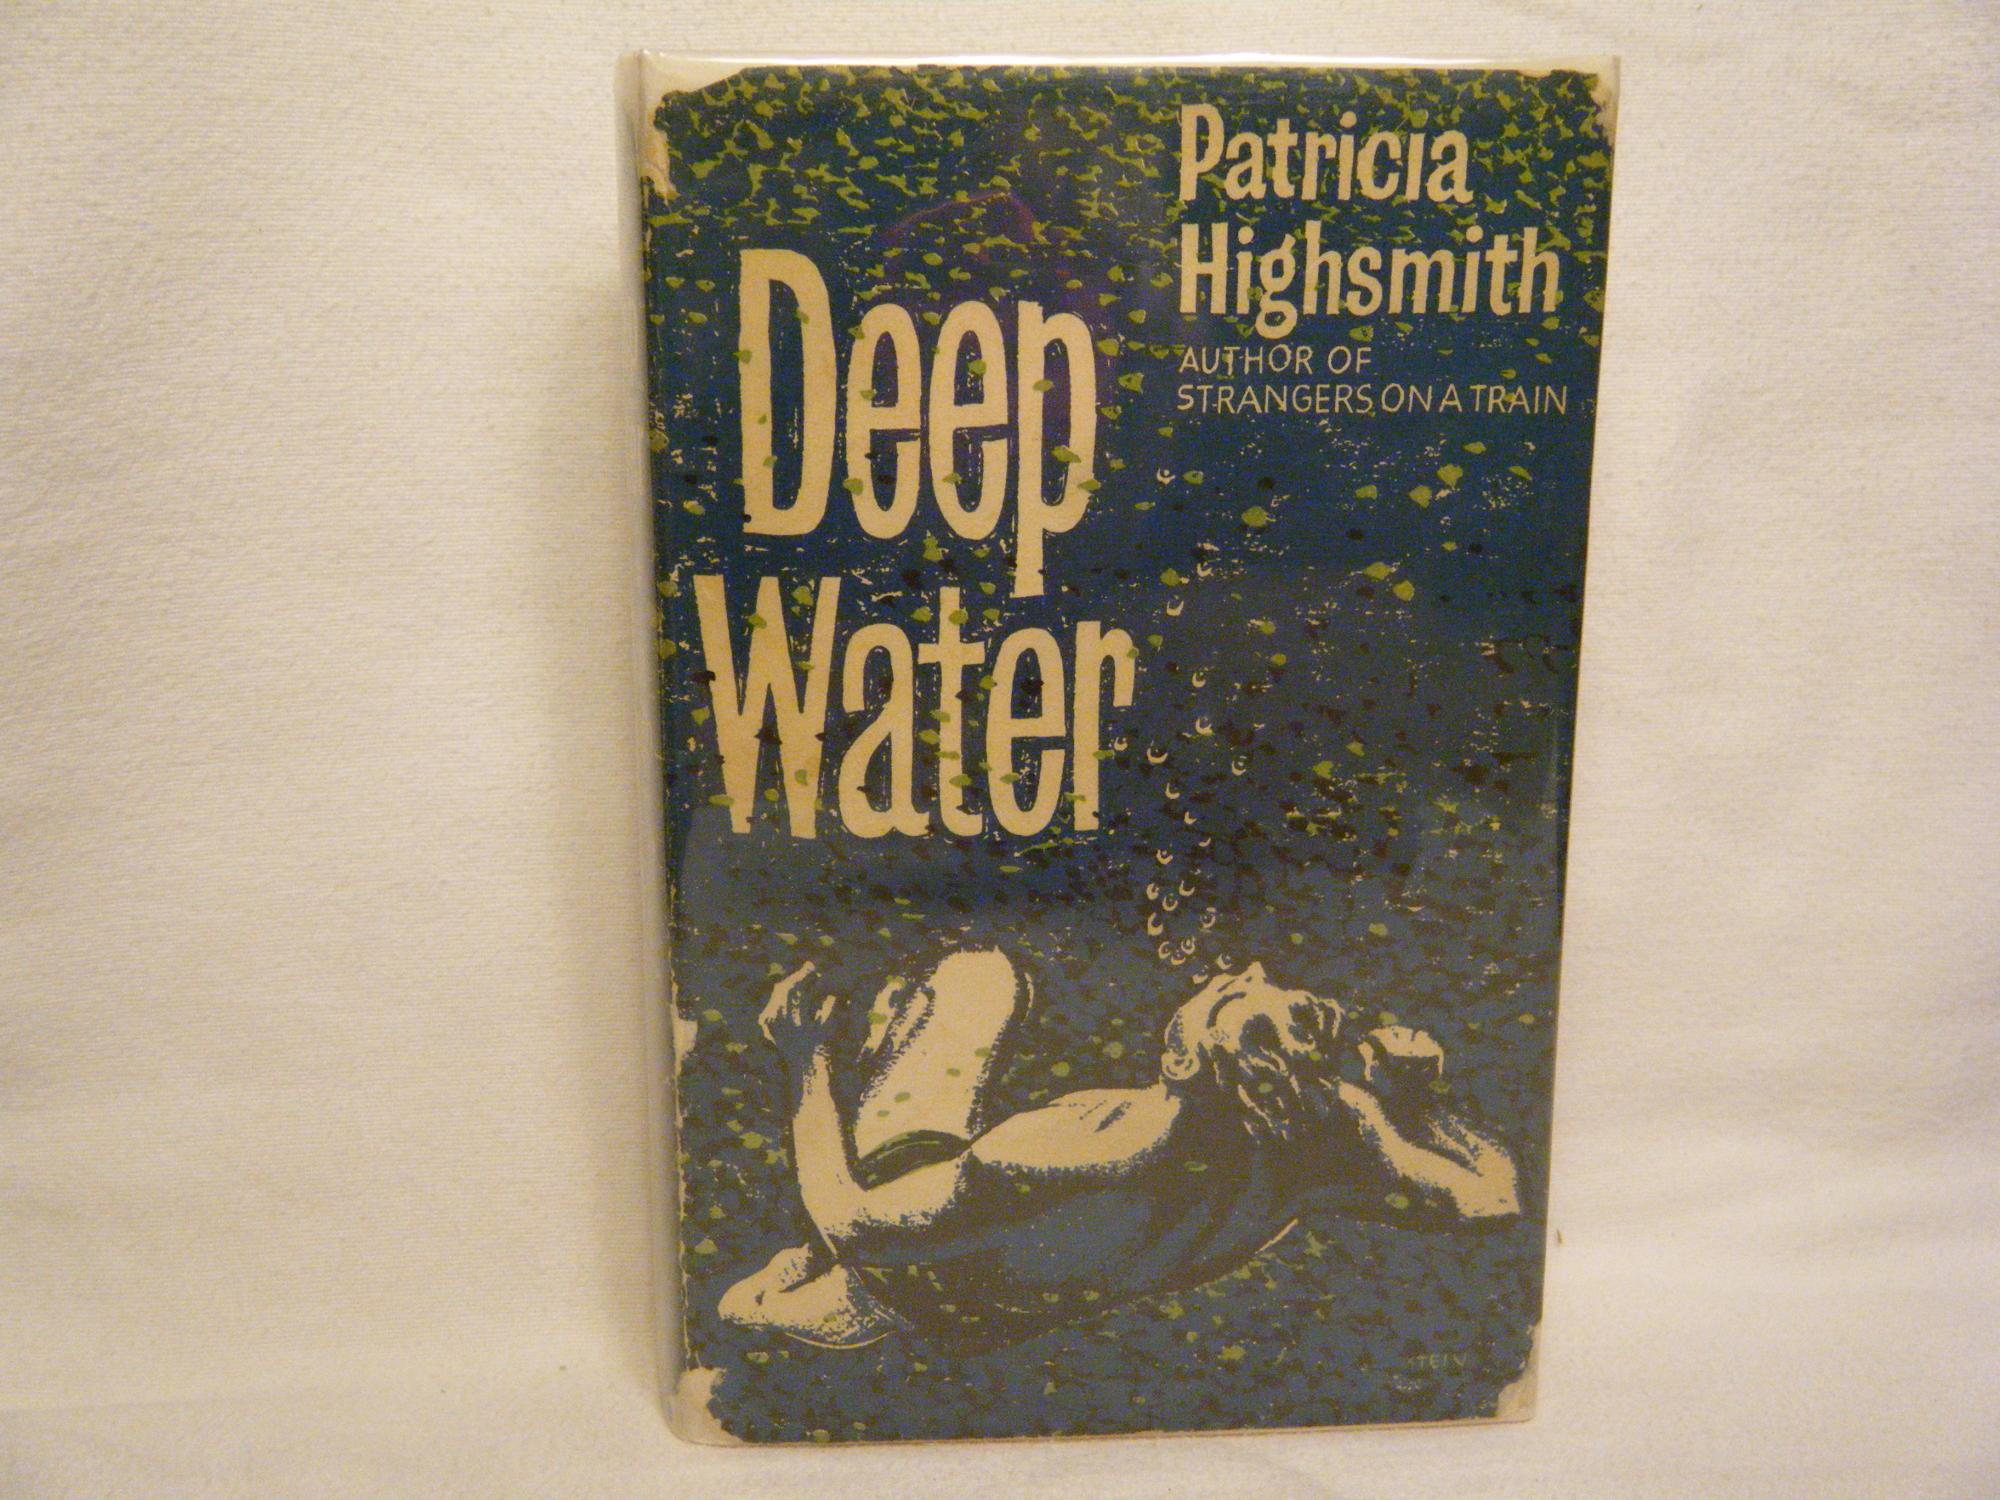 Patricia
Highsmith
AUTHOR OF
STRANGERS ON A TRAIN
Deep
Water